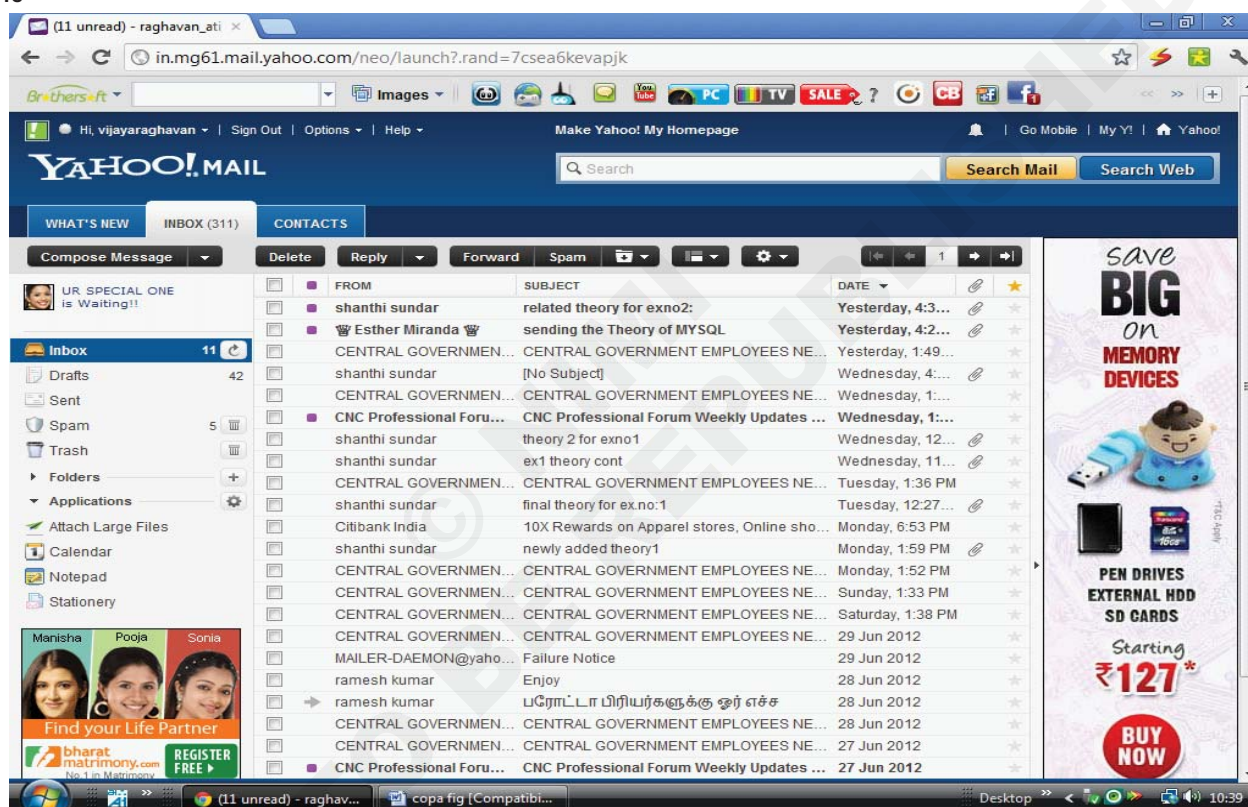 (11 unread) - raghavan_ati
in.mg61.mail.yahoo.com/neo/launch?.rand=7csea6kevapjk
Brothersoft Images You Tube PC TV SALE ? CB
Hi, vijayaraghavan | Sign Out | Options | Help Make Yahoo! My Homepage | Go Mobile | My Y! | Yahoo!
YAHOO! MAIL Search Search Mail Search Web
WHAT'S NEW INBOX (311) CONTACTS
Compose Message Delete Reply Forward Spam 1
UR SPECIAL ONE
is Waiting!!
Inbox 11
Drafts 42
Sent
Spam 5
Trash
Folders
Applications
Attach Large Files
Calendar
Notepad
Stationery
Manisha Pooja Sonia
Find your Life Partner
bharat
matrimony.com
No.1 in Matrimony
REGISTER
FREE
FROM SUBJECT DATE
shanthi sundar related theory for exno2: Yesterday, 4:3...
Esther Miranda sending the Theory of MYSQL Yesterday, 4:2...
CENTRAL GOVERNMEN... CENTRAL GOVERNMENT EMPLOYEES NE... Yesterday, 1:49...
shanthi sundar [No Subject] Wednesday, 4:...
CENTRAL GOVERNMEN... CENTRAL GOVERNMENT EMPLOYEES NE... Wednesday, 1:...
CNC Professional Foru... CNC Professional Forum Weekly Updates ... Wednesday, 1:...
shanthi sundar theory 2 for exno1 Wednesday, 12...
shanthi sundar ex1 theory cont Wednesday, 11...
CENTRAL GOVERNMEN... CENTRAL GOVERNMENT EMPLOYEES NE... Tuesday, 1:36 PM
shanthi sundar final theory for ex.no:1 Tuesday, 12:27...
Citibank India 10X Rewards on Apparel stores, Online sho... Monday, 6:53 PM
shanthi sundar newly added theory1 Monday, 1:59 PM
CENTRAL GOVERNMEN... CENTRAL GOVERNMENT EMPLOYEES NE... Monday, 1:52 PM
CENTRAL GOVERNMEN... CENTRAL GOVERNMENT EMPLOYEES NE... Sunday, 1:33 PM
CENTRAL GOVERNMEN... CENTRAL GOVERNMENT EMPLOYEES NE... Saturday, 1:38 PM
CENTRAL GOVERNMEN... CENTRAL GOVERNMENT EMPLOYEES NE... 29 Jun 2012
MAILER-DAEMON@yaho... Failure Notice 29 Jun 2012
ramesh kumar Enjoy 28 Jun 2012
ramesh kumar புரோட்டா பிரியர்களுக்கு ஓர் எச்ச 28 Jun 2012
CENTRAL GOVERNMEN... CENTRAL GOVERNMENT EMPLOYEES NE... 28 Jun 2012
CENTRAL GOVERNMEN... CENTRAL GOVERNMENT EMPLOYEES NE... 27 Jun 2012
CNC Professional Foru... CNC Professional Forum Weekly Updates ... 27 Jun 2012
SAVE
BIG
on
MEMORY
DEVICES
Transcend
16GB
*T&C Apply
PEN DRIVES
EXTERNAL HDD
SD CARDS
Starting
₹127*
BUY
NOW
(11 unread) - raghav... copa fig [Compatibi... Desktop 10:39
© NIMI
BE REPUBLISHED